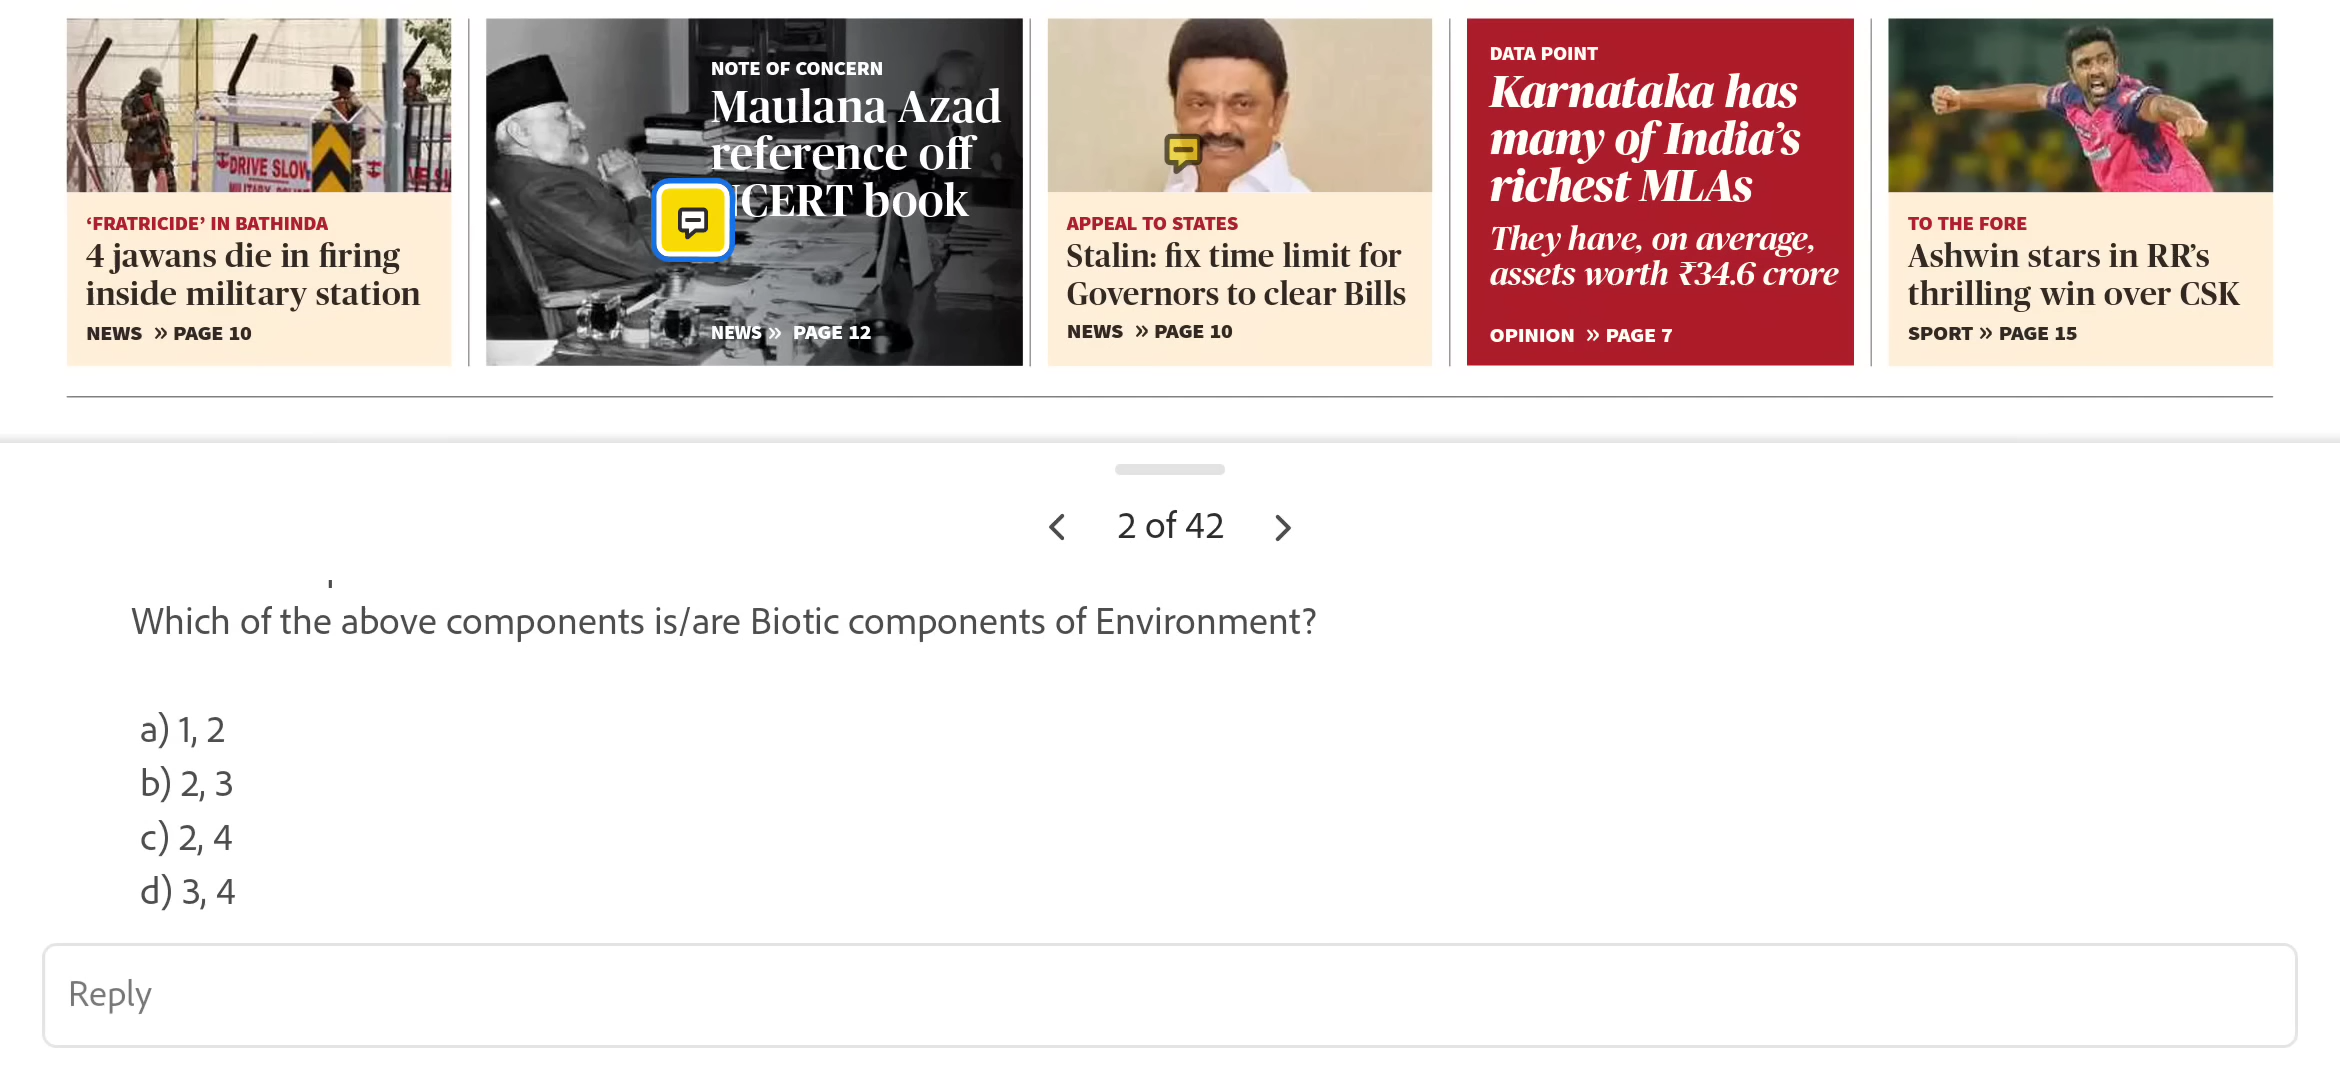 DRIVE SLOW
NOTE OF CONCERN
Maulana Azad
reference off
NCERT book
NEWS » PAGE 12
‘FRATRICIDE’ IN BATHINDA
4 jawans die in firing
inside military station
NEWS » PAGE 10
APPEAL TO STATES
Stalin: fix time limit for
Governors to clear Bills
NEWS » PAGE 10
DATA POINT
Karnataka has
many of India’s
richest MLAs
They have, on average,
assets worth ₹34.6 crore
OPINION » PAGE 7
TO THE FORE
Ashwin stars in RR’s
thrilling win over CSK
SPORT » PAGE 15
2 of 42
Which of the above components is/are Biotic components of Environment?
a) 1, 2
b) 2, 3
c) 2, 4
d) 3, 4
Reply